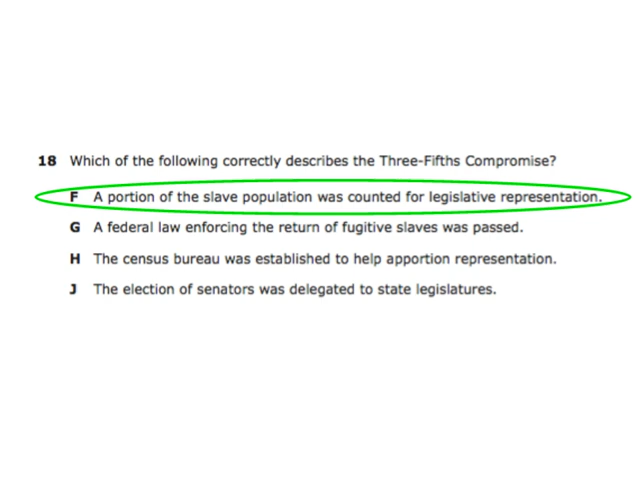 18 Which of the following correctly describes the Three-Fifths Compromise?
F A portion of the slave population was counted for legislative representation.
G A federal law enforcing the return of fugitive slaves was passed.
H The census bureau was established to help apportion representation.
J The election of senators was delegated to state legislatures.